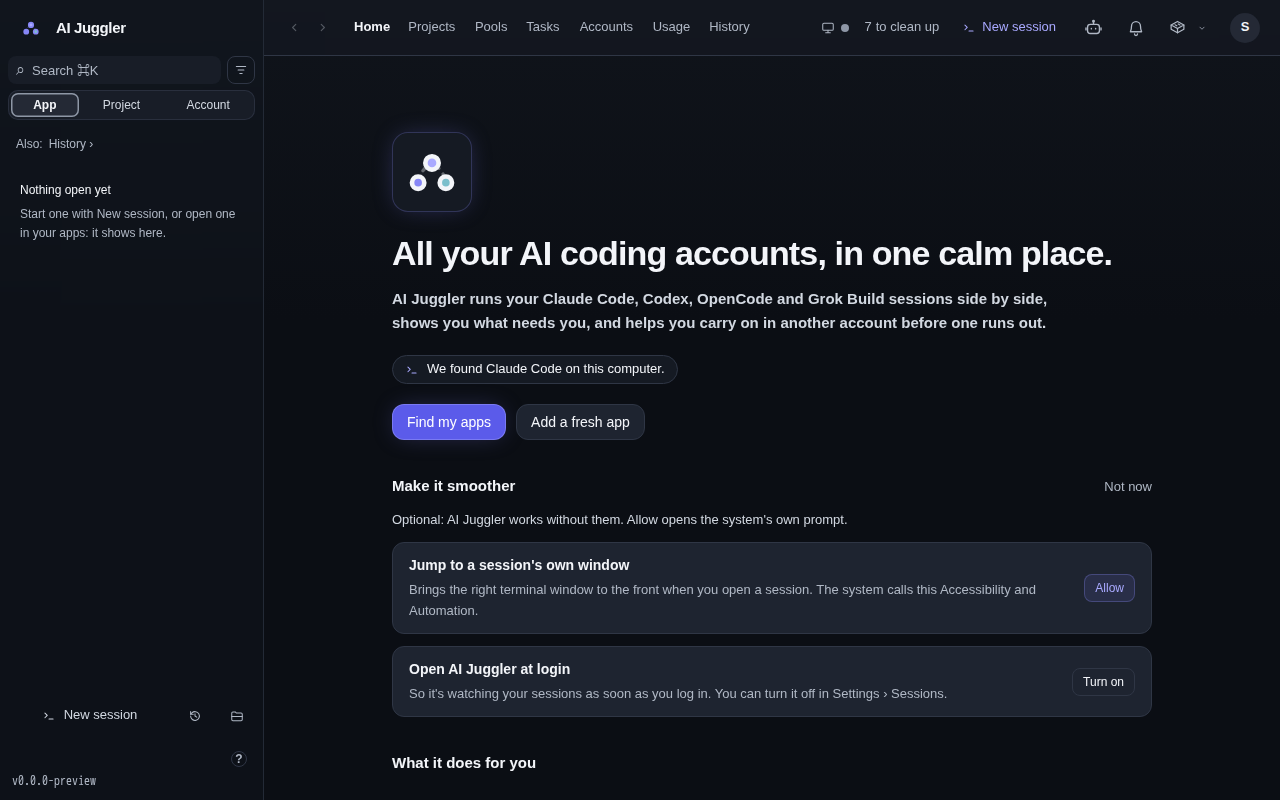 AI Juggler
Search ⌘K
App
Project
Account
Also: History ›
Nothing open yet
Start one with New session, or open one
in your apps: it shows here.
New session
?
v0.0.0-preview
Home
Projects
Pools
Tasks
Accounts
Usage
History
7 to clean up
New session
S
All your AI coding accounts, in one calm place.
AI Juggler runs your Claude Code, Codex, OpenCode and Grok Build sessions side by side,
shows you what needs you, and helps you carry on in another account before one runs out.
We found Claude Code on this computer.
Find my apps
Add a fresh app
Make it smoother
Not now
Optional: AI Juggler works without them. Allow opens the system's own prompt.
Jump to a session's own window
Brings the right terminal window to the front when you open a session. The system calls this Accessibility and
Automation.
Allow
Open AI Juggler at login
So it's watching your sessions as soon as you log in. You can turn it off in Settings › Sessions.
Turn on
What it does for you